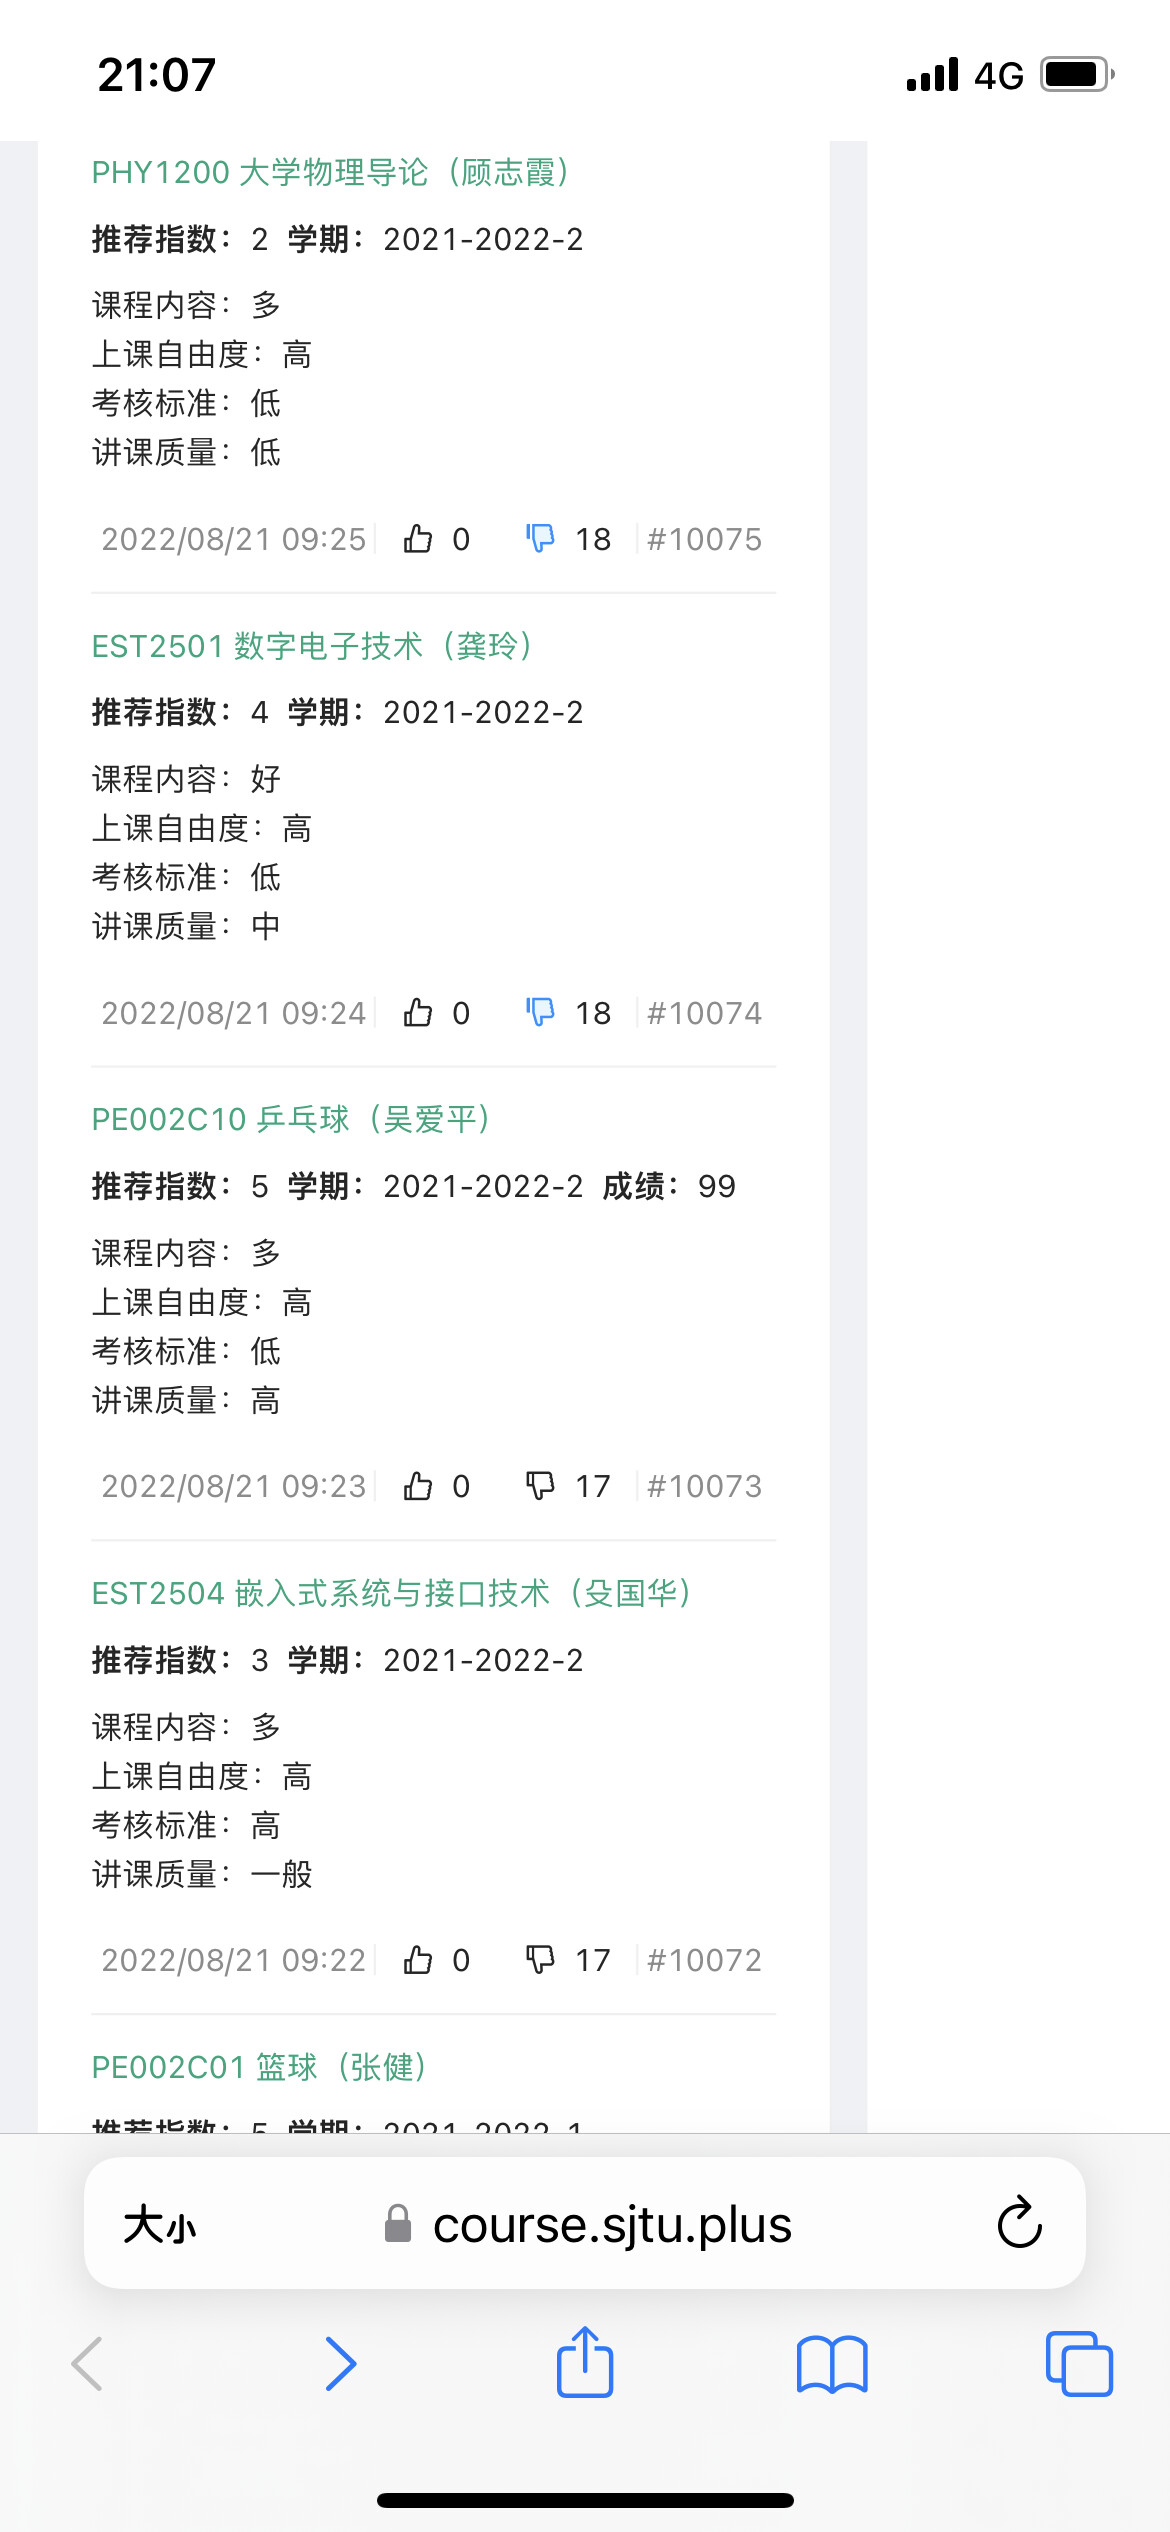 21:07
4G
PHY1200 大学物理导论（顾志霞）
推荐指数：2 学期：2021-2022-2
课程内容：多
上课自由度：高
考核标准：低
讲课质量：低
2022/08/21 09:25 0 18 #10075
EST2501 数字电子技术（龚玲）
推荐指数：4 学期：2021-2022-2
课程内容：好
上课自由度：高
考核标准：低
讲课质量：中
2022/08/21 09:24 0 18 #10074
PE002C10 乒乓球（吴爱平）
推荐指数：5 学期：2021-2022-2 成绩：99
课程内容：多
上课自由度：高
考核标准：低
讲课质量：高
2022/08/21 09:23 0 17 #10073
EST2504 嵌入式系统与接口技术（殳国华）
推荐指数：3 学期：2021-2022-2
课程内容：多
上课自由度：高
考核标准：高
讲课质量：一般
2022/08/21 09:22 0 17 #10072
PE002C01 篮球（张健）
推荐指数：5 学期：2021-2022-1
大小
course.sjtu.plus